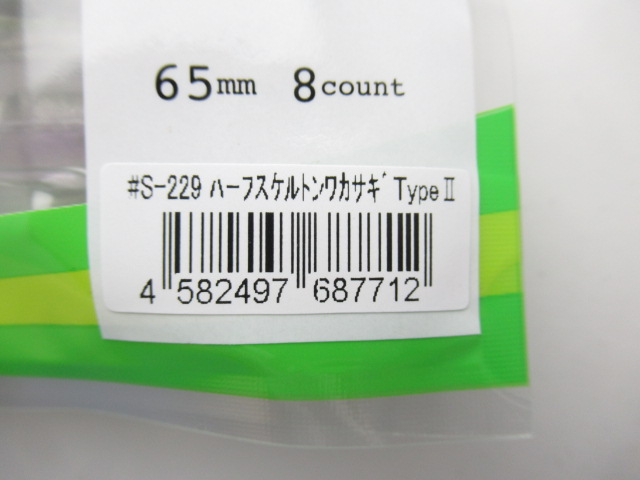 65mm 8count
#S-229 ﾊｰﾌｽｹﾙﾄﾝﾜｶｻｷﾞ TypeⅡ
4 582497 687712